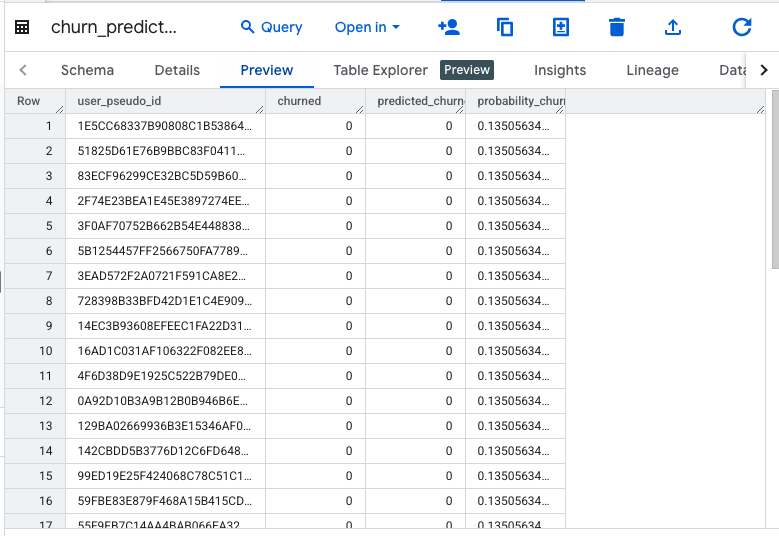 churn_predict... Query Open in
Schema Details Preview Table Explorer Preview Insights Lineage
Row user_pseudo_id churned predicted_churn probability_churn
1 1E5CC68337B90808C1B53864... 0 0 0.13505634...
2 51825D61E76B9BBC83F0411... 0 0 0.13505634...
3 83ECF96299CE32BC5D59B60... 0 0 0.13505634...
4 2F74E23BEA1E45E3897274EE... 0 0 0.13505634...
5 3F0AF70752B662B54E448838... 0 0 0.13505634...
6 5B1254457FF2566750FA7789... 0 0 0.13505634...
7 3EAD572F2A0721F591CA8E2... 0 0 0.13505634...
8 728398B33BFD42D1E1C4E909... 0 0 0.13505634...
9 14EC3B93608EFEEC1FA22D31... 0 0 0.13505634...
10 16AD1C031AF106322F082EE8... 0 0 0.13505634...
11 4F6D38D9E1925C522B79DE0... 0 0 0.13505634...
12 0A92D10B3A9B12B0B946B6E... 0 0 0.13505634...
13 129BA02669936B3E15346AF0... 0 0 0.13505634...
14 142CBDD5B3776D12C6FD648... 0 0 0.13505634...
15 99ED19E25F424068C78C51C1... 0 0 0.13505634...
16 59FBE83E879F468A15B415CD... 0 0 0.13505634...
17 0 0 0.13505634